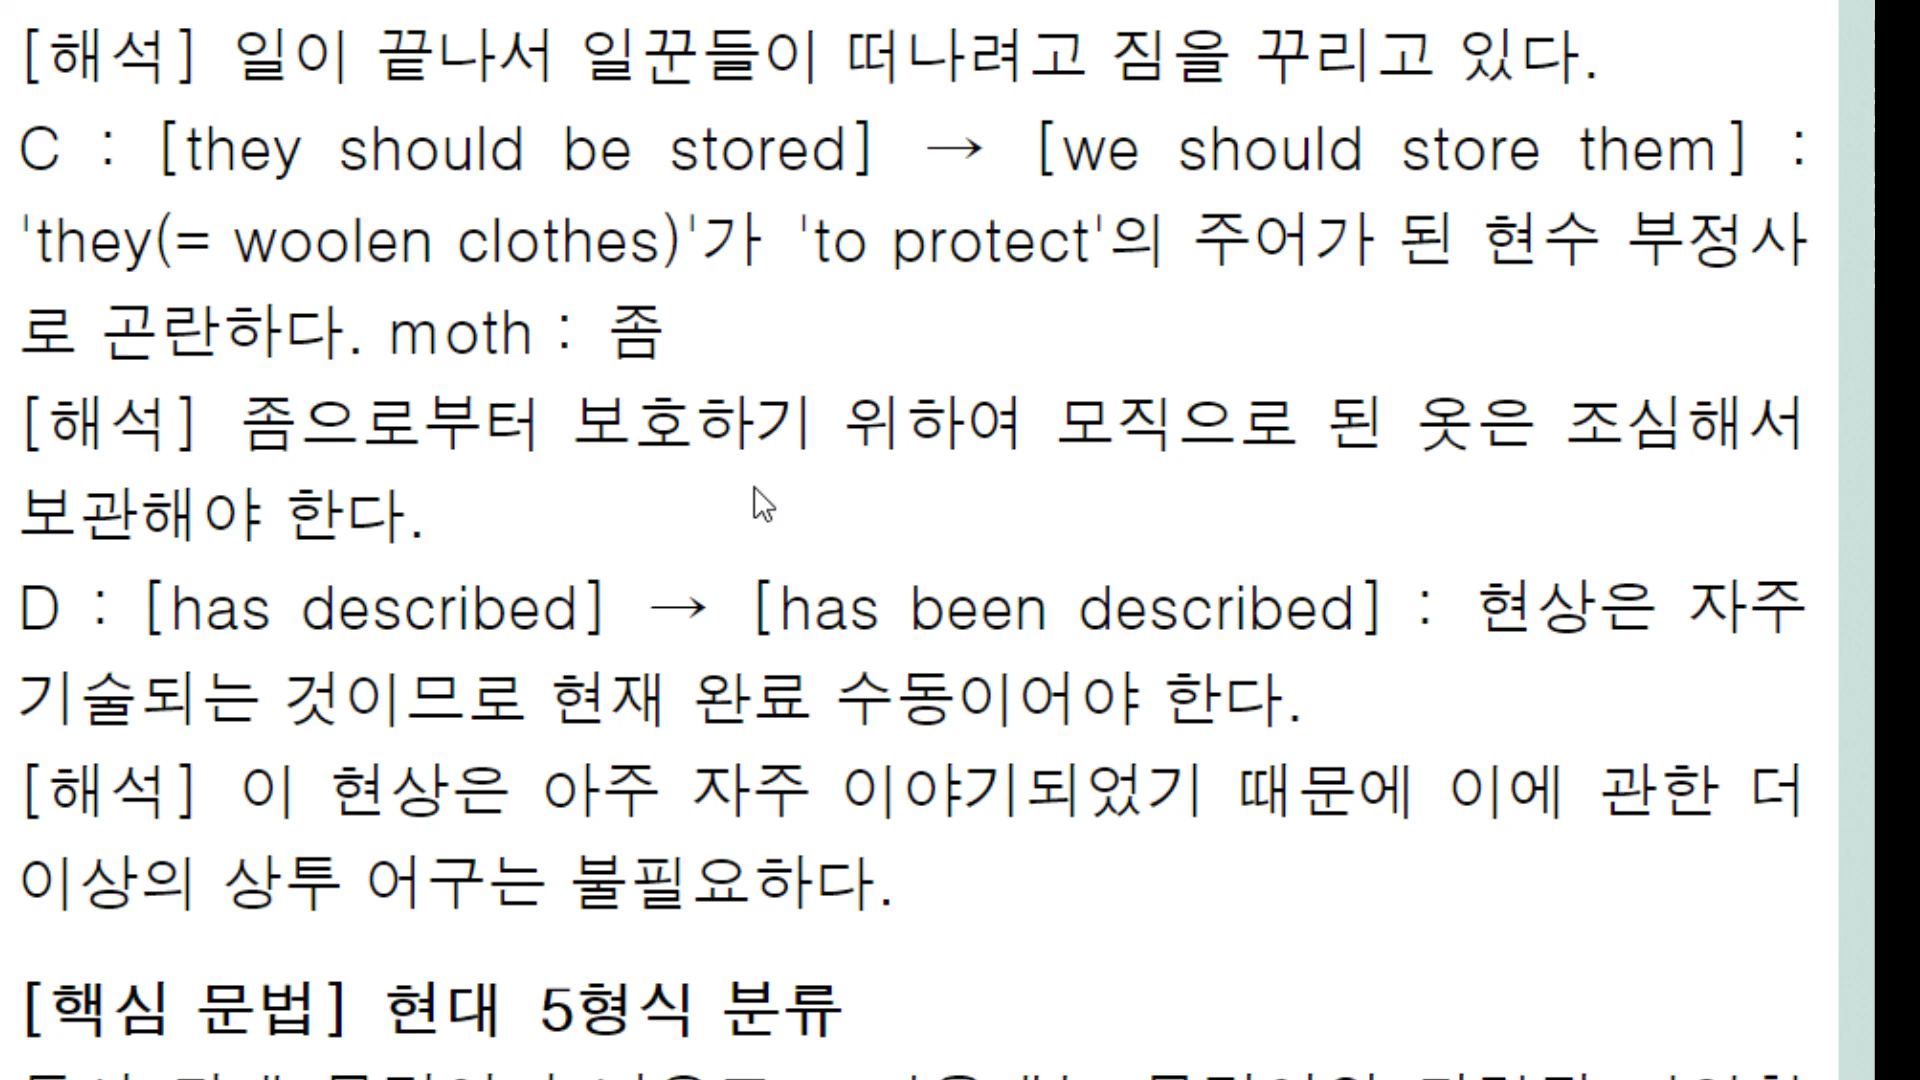 [해석] 일이 끝나서 일꾼들이 떠나려고 짐을 꾸리고 있다.
C : [they should be stored] → [we should store them] :
'they(= woolen clothes)'가 'to protect'의 주어가 된 현수 부정사
로 곤란하다. moth : 좀
[해석] 좀으로부터 보호하기 위하여 모직으로 된 옷은 조심해서
보관해야 한다.
D : [has described] → [has been described] : 현상은 자주
기술되는 것이므로 현재 완료 수동이어야 한다.
[해석] 이 현상은 아주 자주 이야기되었기 때문에 이에 관한 더
이상의 상투 어구는 불필요하다.
[핵심 문법] 현대 5형식 분류